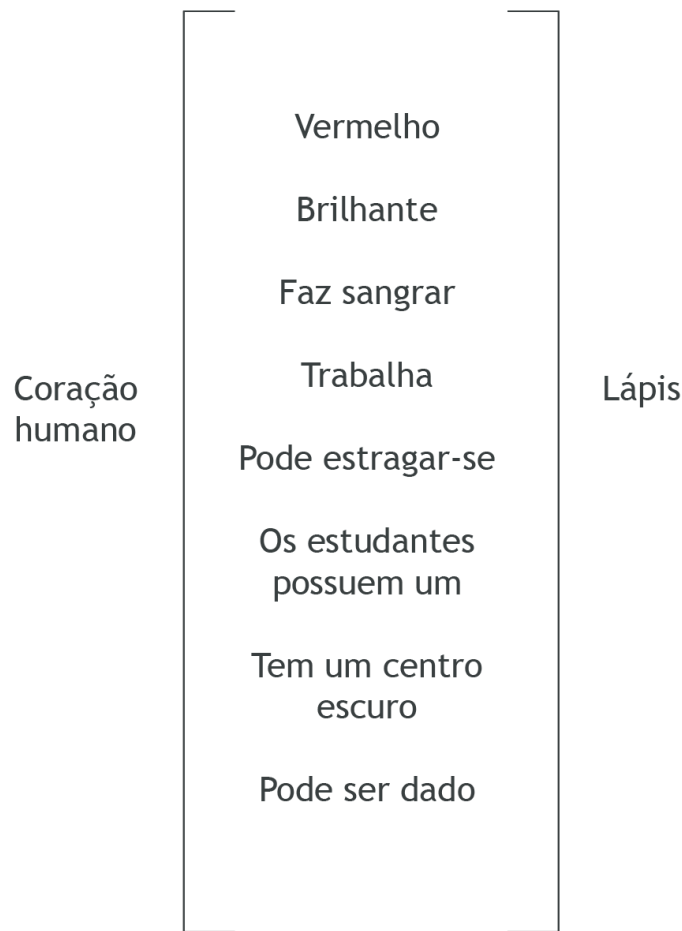 Vermelho
Brilhante
Faz sangrar
Trabalha
Coração
humano
Lápis
Pode estragar-se
Os estudantes
possuem um
Tem um centro
escuro
Pode ser dado